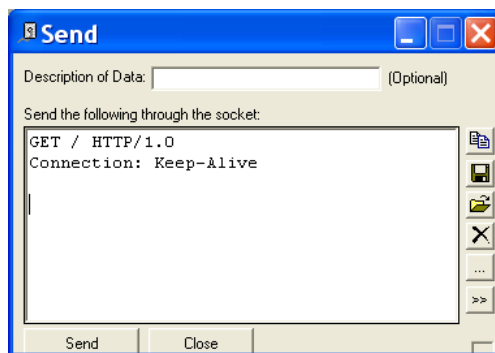 Send
Description of Data: (Optional)
Send the following through the socket:
GET / HTTP/1.0
Connection: Keep-Alive
...
>>
Send Close